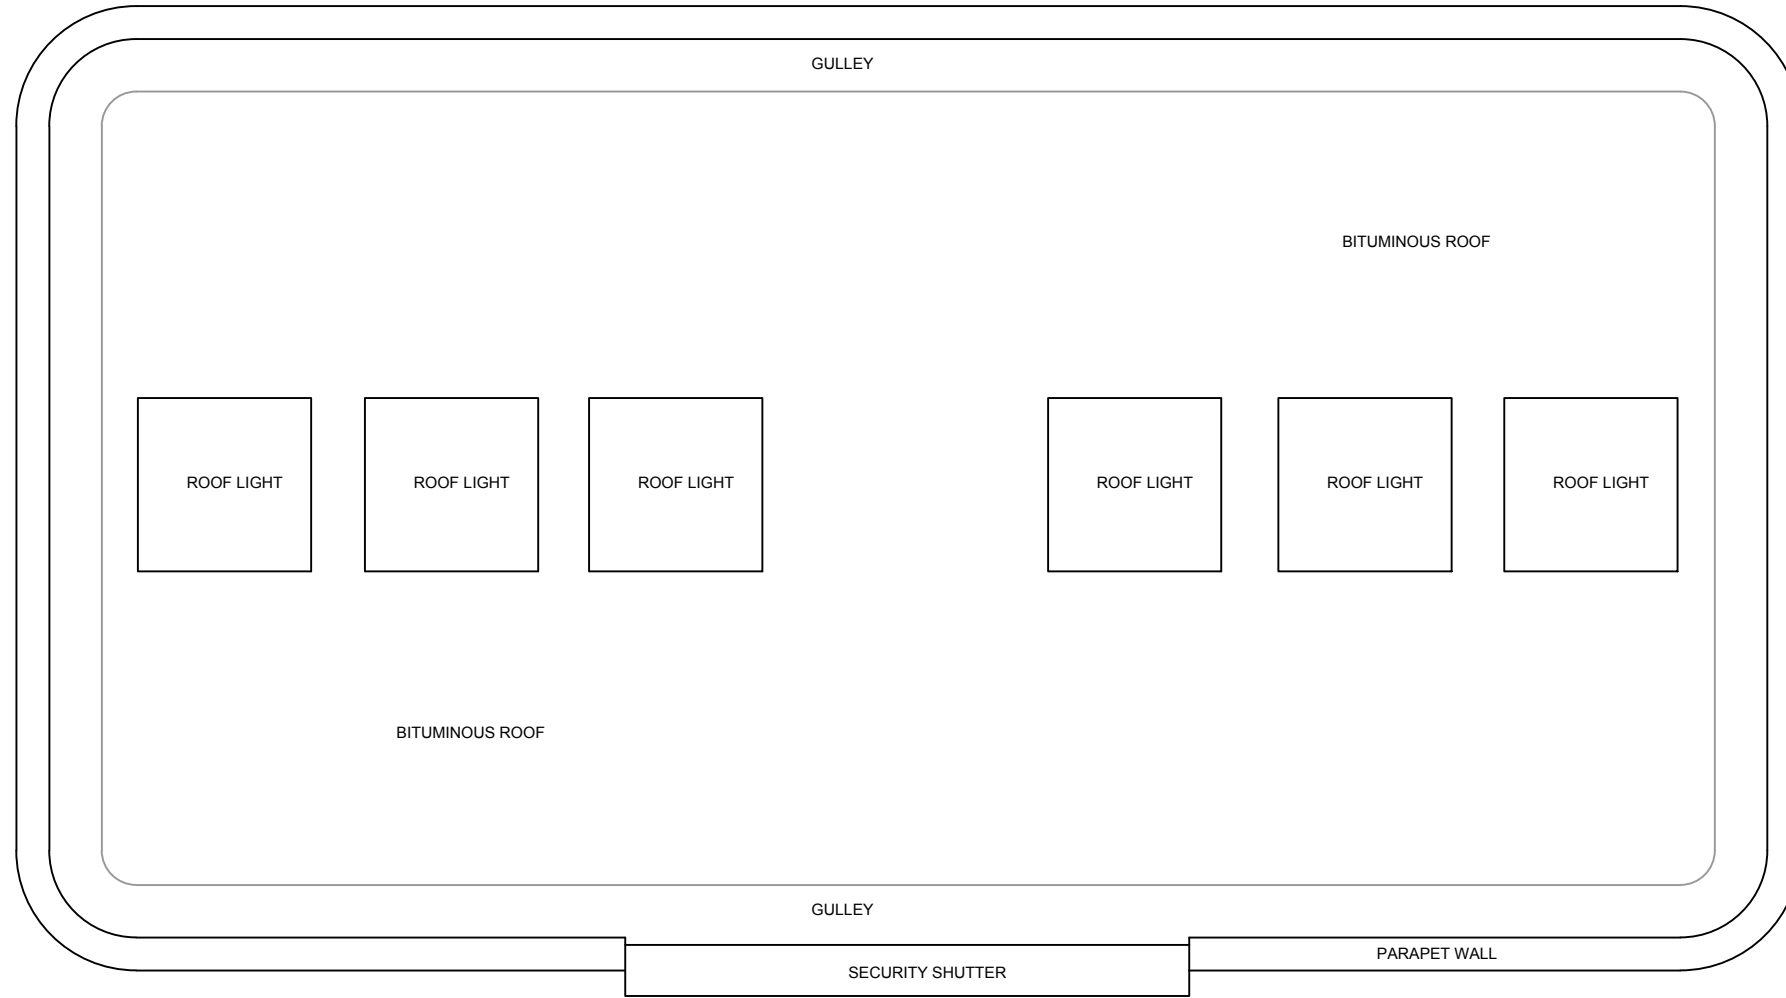 GULLEY
BITUMINOUS ROOF
ROOF LIGHT
ROOF LIGHT
ROOF LIGHT
ROOF LIGHT
ROOF LIGHT
ROOF LIGHT
BITUMINOUS ROOF
GULLEY
PARAPET WALL
SECURITY SHUTTER